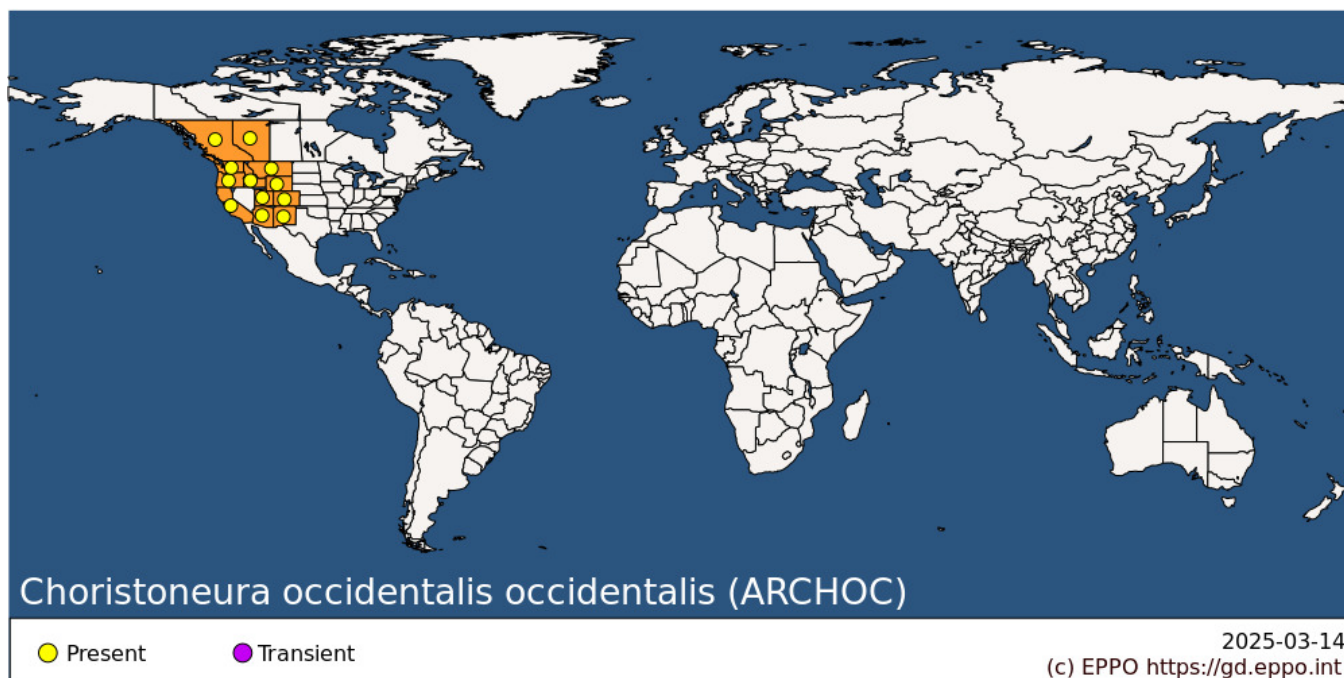 Choristoneura occidentalis occidentalis (ARCHOC)
Present
Transient
2025-03-14
(c) EPPO https://gd.eppo.int